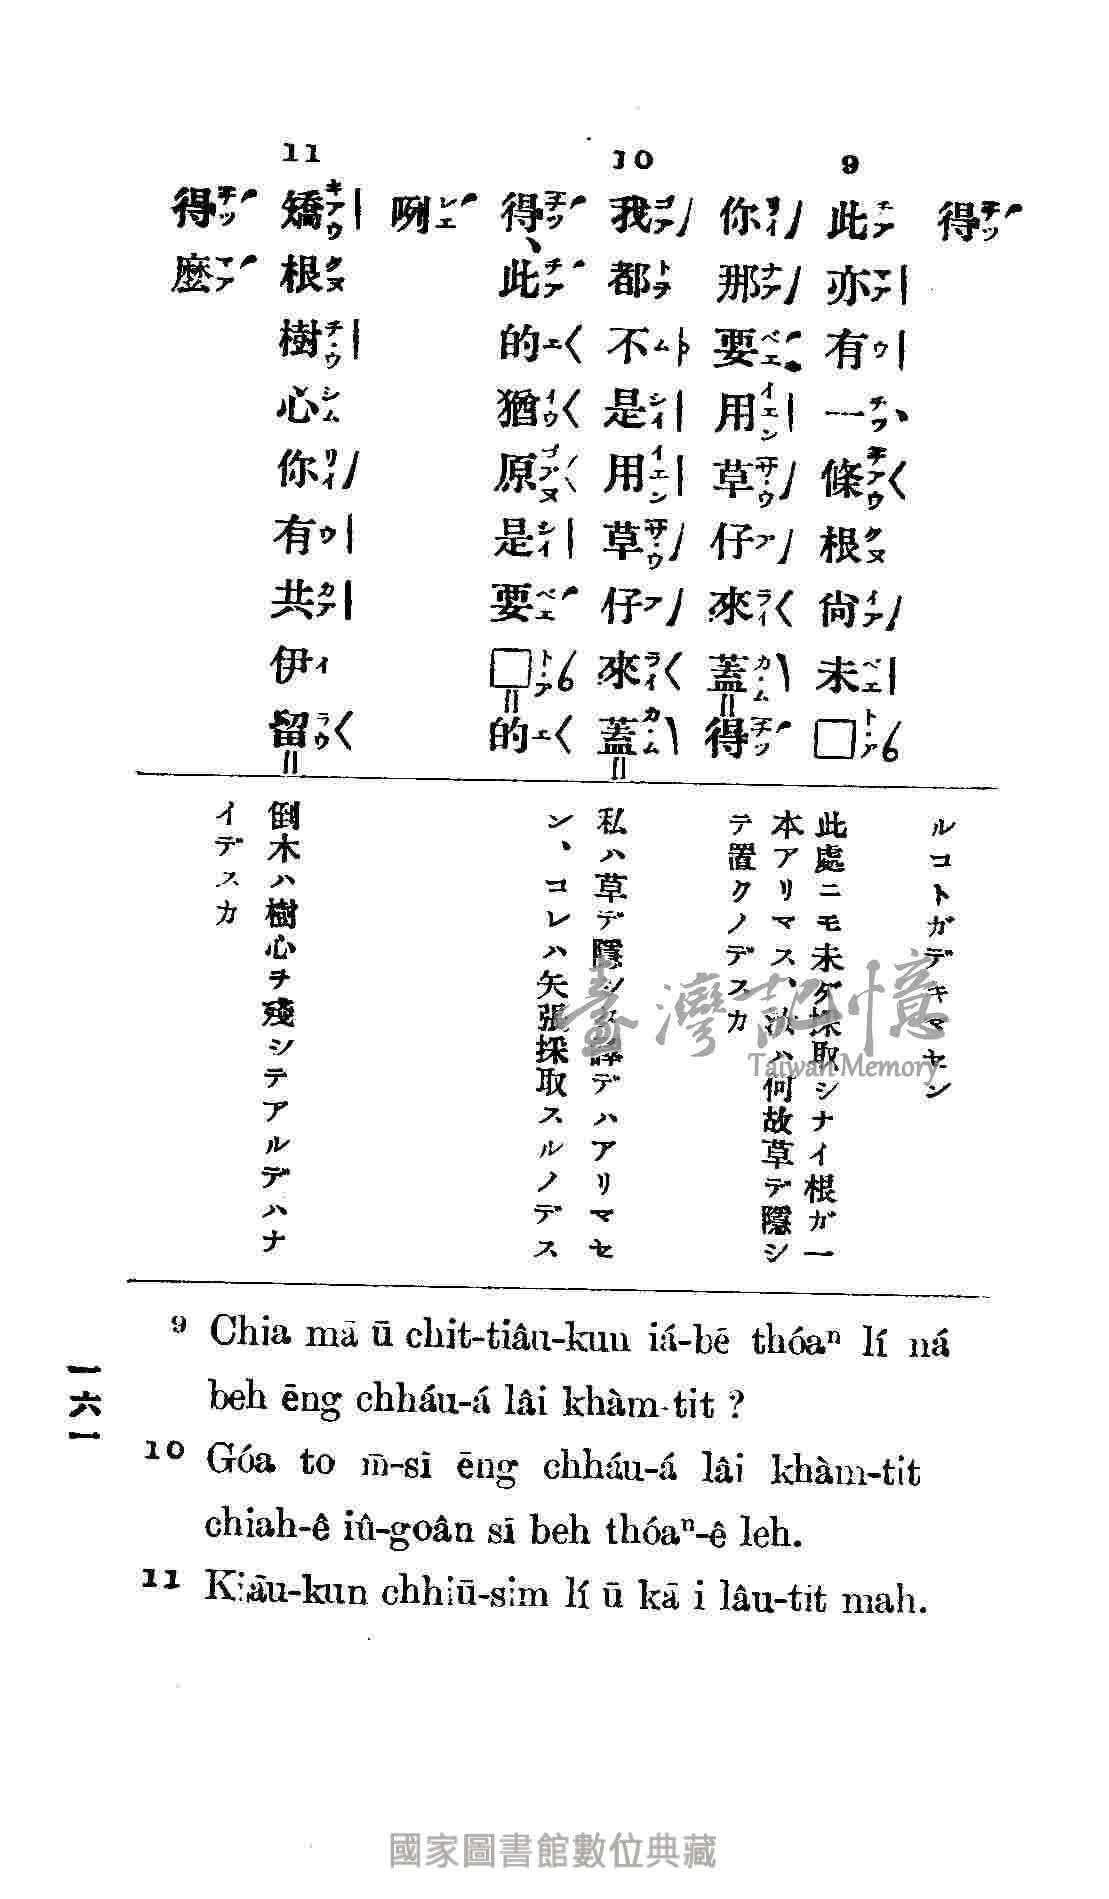 得チツ
9
此チア亦マア有ウ一チツ條チアウ根クヌ尙イア未ベエ□ト・ア
你リイ那ナア要ベエ用イエン草サ・ウ仔ア來ライ蓋カ・ム得チツ
10
我ゴア都トヲ不ム是シイ用イエン草サ・ウ仔ア來ライ蓋カ・ム
得チツ、此チア的エ猶イウ原ゴアヌ是シイ要ベエ□ト・ア的エ
咧レエ
11
矯キアウ根クヌ樹チ・ウ心シム你リイ有ウ共カア伊イ留ラウ
得チツ麽マア
ルコトガデキマセン
此處ニモ未ダ採取シナイ根ガ一
本アリマス、汝ハ何故草デ隱シ
テ置クノデスカ
私ハ草デ隱シタ譯デハアリマセ
ン、コレハ矢張採取スルノデス
倒木ハ樹心ヲ殘シテアルデハナ
イデスカ
9 Chia mā ū chit-tiâu-kun iá-bē thóaⁿ lí ná
beh ēng chháu-á lâi khàm-tit ?
10 Góa to m̄-sī ēng chháu-á lâi khàm-tit
chiah-ê iû-goân sī beh thóaⁿ-ê leh.
11 Kiāu-kun chhiū-sim lí ū kā i lâu-tit mah.
一六一
臺灣記憶
Taiwan Memory
國家圖書館數位典藏